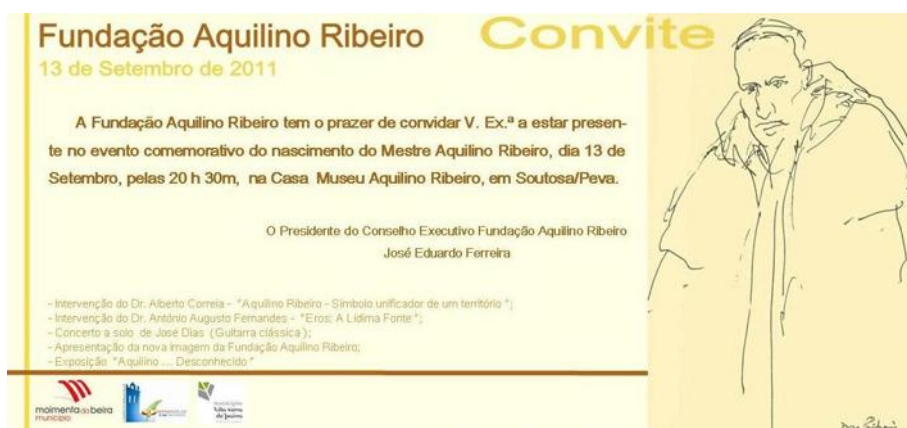 Fundação Aquilino Ribeiro
Convite
13 de Setembro de 2011
A Fundação Aquilino Ribeiro tem o prazer de convidar V. Ex.ª a estar presen-
te no evento comemorativo do nascimento do Mestre Aquilino Ribeiro, dia 13 de
Setembro, pelas 20 h 30m, na Casa Museu Aquilino Ribeiro, em Soutosa/Peva.
O Presidente do Conselho Executivo Fundação Aquilino Ribeiro
José Eduardo Ferreira
- Intervenção do Dr. Alberto Correia - "Aquilino Ribeiro - Símbolo unificador de um território ";
- Intervenção do Dr. António Augusto Fernandes - "Eros: A Lídima Fonte ";
- Concerto a solo de José Dias (Guitarra clássica);
- Apresentação da nova imagem da Fundação Aquilino Ribeiro;
- Exposição "Aquilino ... Desconhecido "
moimenta da beira
município
município
Vila nova
de paiva